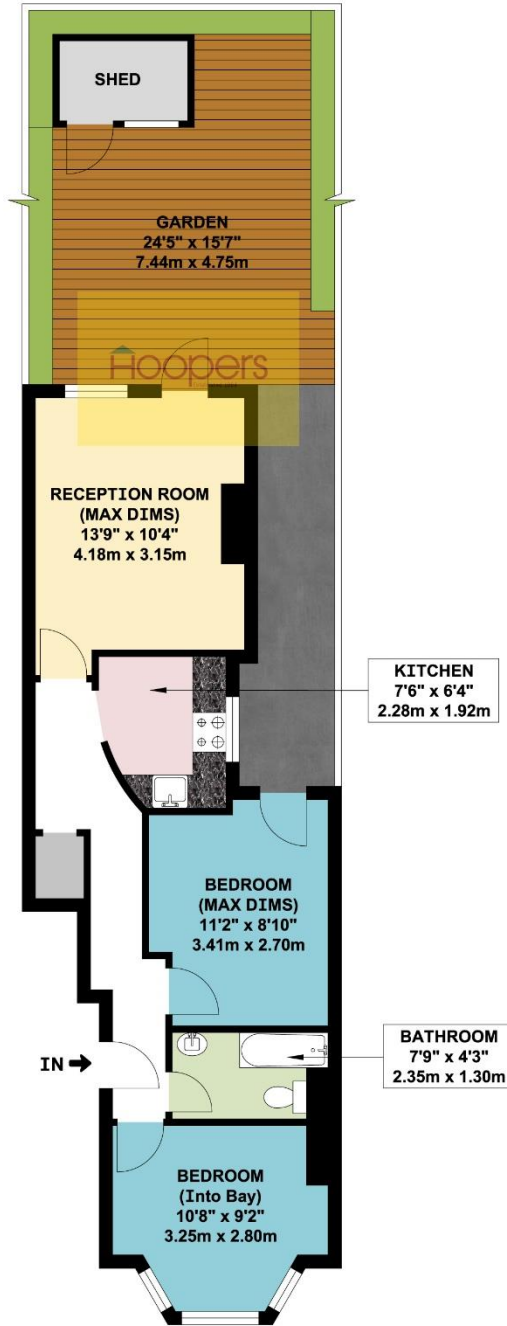 SHED
GARDEN
24'5" x 15'7"
7.44m x 4.75m
Hoopers
RECEPTION ROOM
(MAX DIMS)
13'9" x 10'4"
4.18m x 3.15m
KITCHEN
7'6" x 6'4"
2.28m x 1.92m
BEDROOM
(MAX DIMS)
11'2" x 8'10"
3.41m x 2.70m
IN
BATHROOM
7'9" x 4'3"
2.35m x 1.30m
BEDROOM
(Into Bay)
10'8" x 9'2"
3.25m x 2.80m